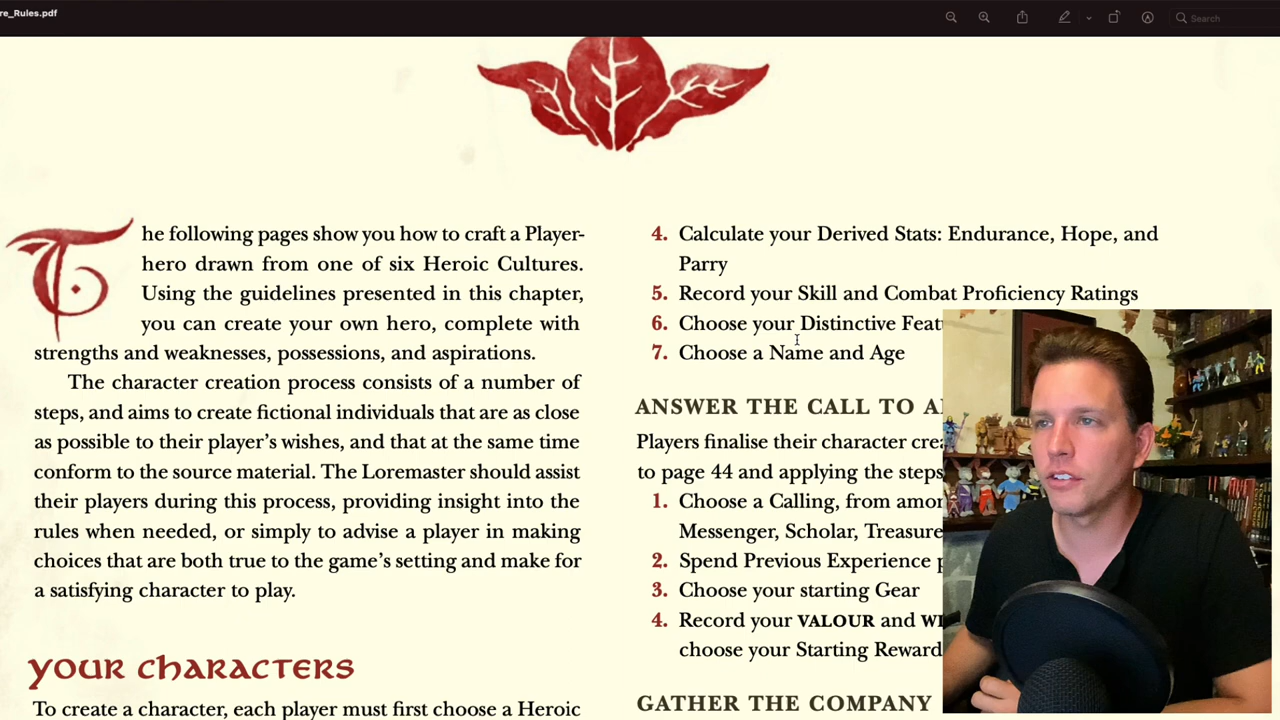 re_Rules.pdf
Search
The following pages show you how to craft a Player-
hero drawn from one of six Heroic Cultures.
Using the guidelines presented in this chapter,
you can create your own hero, complete with
strengths and weaknesses, possessions, and aspirations.
The character creation process consists of a number of
steps, and aims to create fictional individuals that are as close
as possible to their player's wishes, and that at the same time
conform to the source material. The Loremaster should assist
their players during this process, providing insight into the
rules when needed, or simply to advise a player in making
choices that are both true to the game's setting and make for
a satisfying character to play.
YOUR CHARACTERS
To create a character, each player must first choose a Heroic
4. Calculate your Derived Stats: Endurance, Hope, and
Parry
5. Record your Skill and Combat Proficiency Ratings
6. Choose your Distinctive Feat
7. Choose a Name and Age
ANSWER THE CALL TO A
Players finalise their character crea
to page 44 and applying the steps
1. Choose a Calling, from amon
Messenger, Scholar, Treasure
2. Spend Previous Experience p
3. Choose your starting Gear
4. Record your VALOUR and WI
choose your Starting Reward
GATHER THE COMPANY